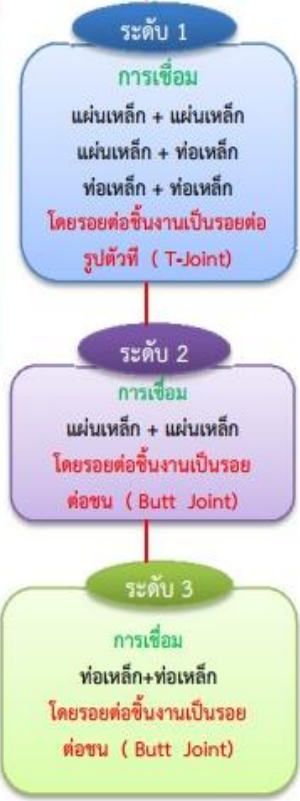 ระดับ 1
การเชื่อม
แผ่นเหล็ก + แผ่นเหล็ก
แผ่นเหล็ก + ท่อเหล็ก
ท่อเหล็ก + ท่อเหล็ก
โดยรอยต่อชิ้นงานเป็นรอยต่อ
รูปตัวที ( T-Joint)
ระดับ 2
การเชื่อม
แผ่นเหล็ก + แผ่นเหล็ก
โดยรอยต่อชิ้นงานเป็นรอย
ต่อชน ( Butt Joint)
ระดับ 3
การเชื่อม
ท่อเหล็ก+ท่อเหล็ก
โดยรอยต่อชิ้นงานเป็นรอย
ต่อชน ( Butt Joint)